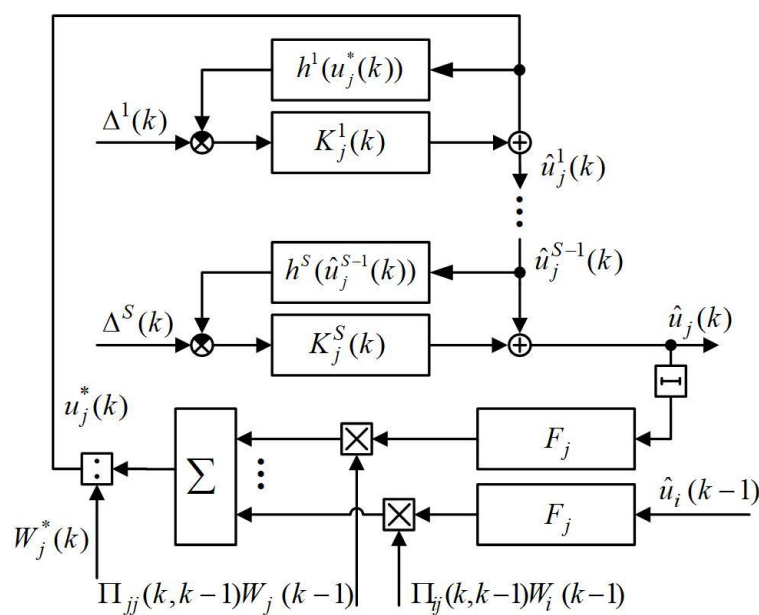 h¹(u*ⱼ(k))
Δ¹(k)
K¹ⱼ(k)
û¹ⱼ(k)
⋮
hˢ(ûˢ⁻¹ⱼ(k))
ûˢ⁻¹ⱼ(k)
Δˢ(k)
Kˢⱼ(k)
ûⱼ(k)
I
u*ⱼ(k)
Σ
⋮
Fⱼ
Fⱼ
ûᵢ(k−1)
W*ⱼ(k)
Πⱼⱼ(k,k−1)Wⱼ(k−1)
Πᵢⱼ(k,k−1)Wᵢ(k−1)